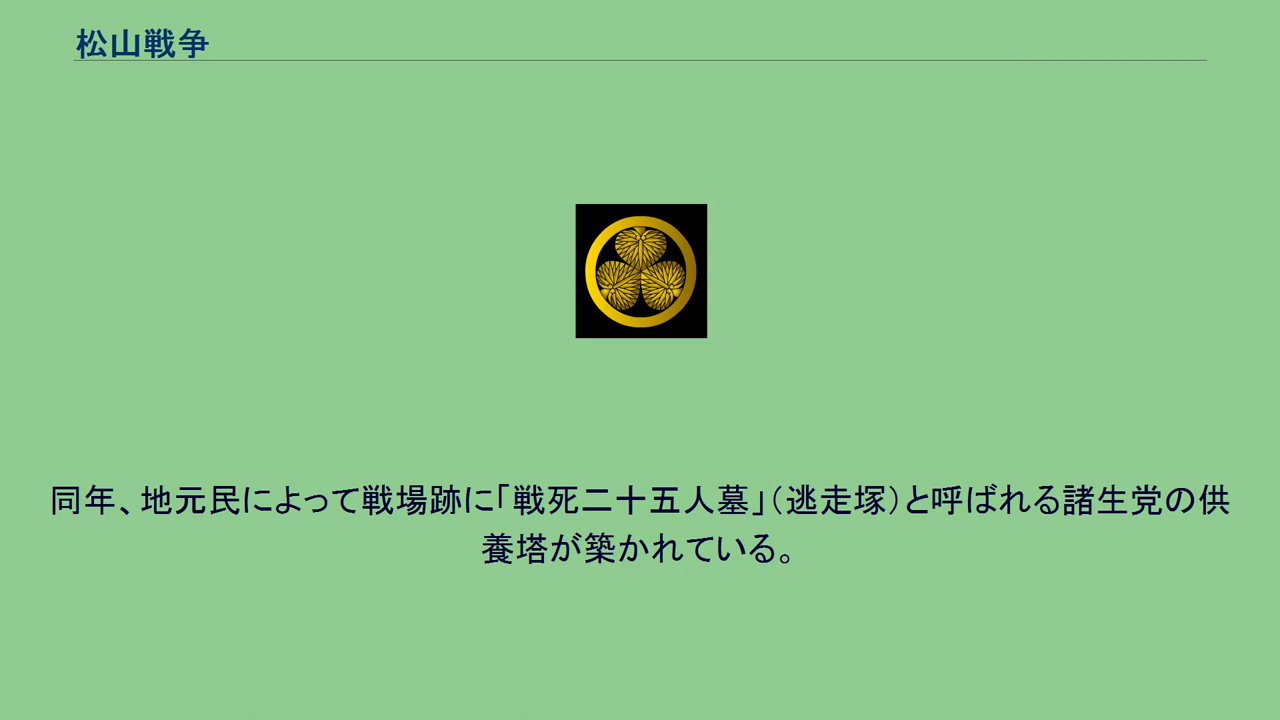 松山戦争
同年、地元民によって戦場跡に「戦死二十五人墓」（逃走塚）と呼ばれる諸生党の供
養塔が築かれている。